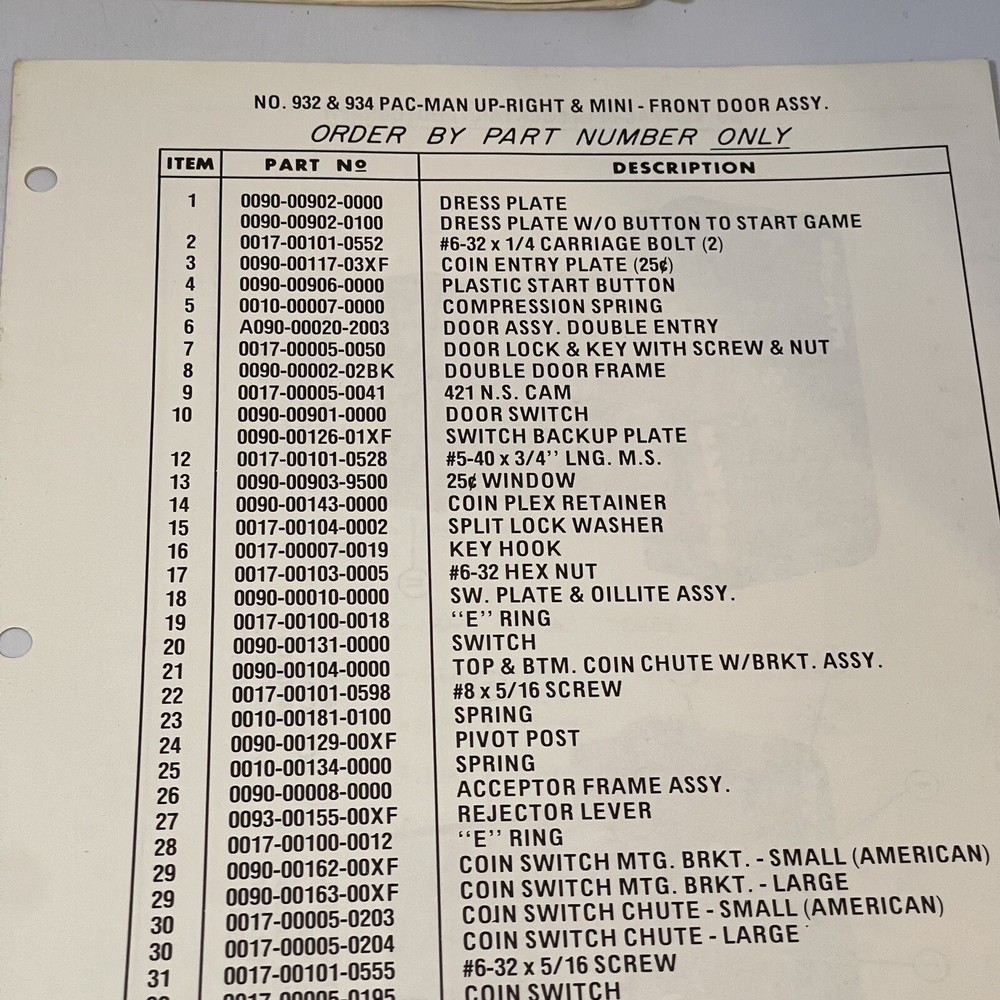 NO. 932 & 934 PAC-MAN UP-RIGHT & MINI - FRONT DOOR ASSY.
ORDER BY PART NUMBER ONLY
ITEM PART Nº DESCRIPTION
1 0090-00902-0000 DRESS PLATE
0090-00902-0100 DRESS PLATE W/O BUTTON TO START GAME
2 0017-00101-0552 #6-32 x 1/4 CARRIAGE BOLT (2)
3 0090-00117-03XF COIN ENTRY PLATE (25¢)
4 0090-00906-0000 PLASTIC START BUTTON
5 0010-00007-0000 COMPRESSION SPRING
6 A090-00020-2003 DOOR ASSY. DOUBLE ENTRY
7 0017-00005-0050 DOOR LOCK & KEY WITH SCREW & NUT
8 0090-00002-02BK DOUBLE DOOR FRAME
9 0017-00005-0041 421 N.S. CAM
10 0090-00901-0000 DOOR SWITCH
0090-00126-01XF SWITCH BACKUP PLATE
12 0017-00101-0528 #5-40 x 3/4’’ LNG. M.S.
13 0090-00903-9500 25¢ WINDOW
14 0090-00143-0000 COIN PLEX RETAINER
15 0017-00104-0002 SPLIT LOCK WASHER
16 0017-00007-0019 KEY HOOK
17 0017-00103-0005 #6-32 HEX NUT
18 0090-00010-0000 SW. PLATE & OILLITE ASSY.
19 0017-00100-0018 ‘‘E’’ RING
20 0090-00131-0000 SWITCH
21 0090-00104-0000 TOP & BTM. COIN CHUTE W/BRKT. ASSY.
22 0017-00101-0598 #8 x 5/16 SCREW
23 0010-00181-0100 SPRING
24 0090-00129-00XF PIVOT POST
25 0010-00134-0000 SPRING
26 0090-00008-0000 ACCEPTOR FRAME ASSY.
27 0093-00155-00XF REJECTOR LEVER
28 0017-00100-0012 ‘‘E’’ RING
29 0090-00162-00XF COIN SWITCH MTG. BRKT. - SMALL (AMERICAN)
29 0090-00163-00XF COIN SWITCH MTG. BRKT. - LARGE
30 0017-00005-0203 COIN SWITCH CHUTE - SMALL (AMERICAN)
30 0017-00005-0204 COIN SWITCH CHUTE - LARGE
31 0017-00101-0555 #6-32 x 5/16 SCREW
0017-00005-0195 COIN SWITCH